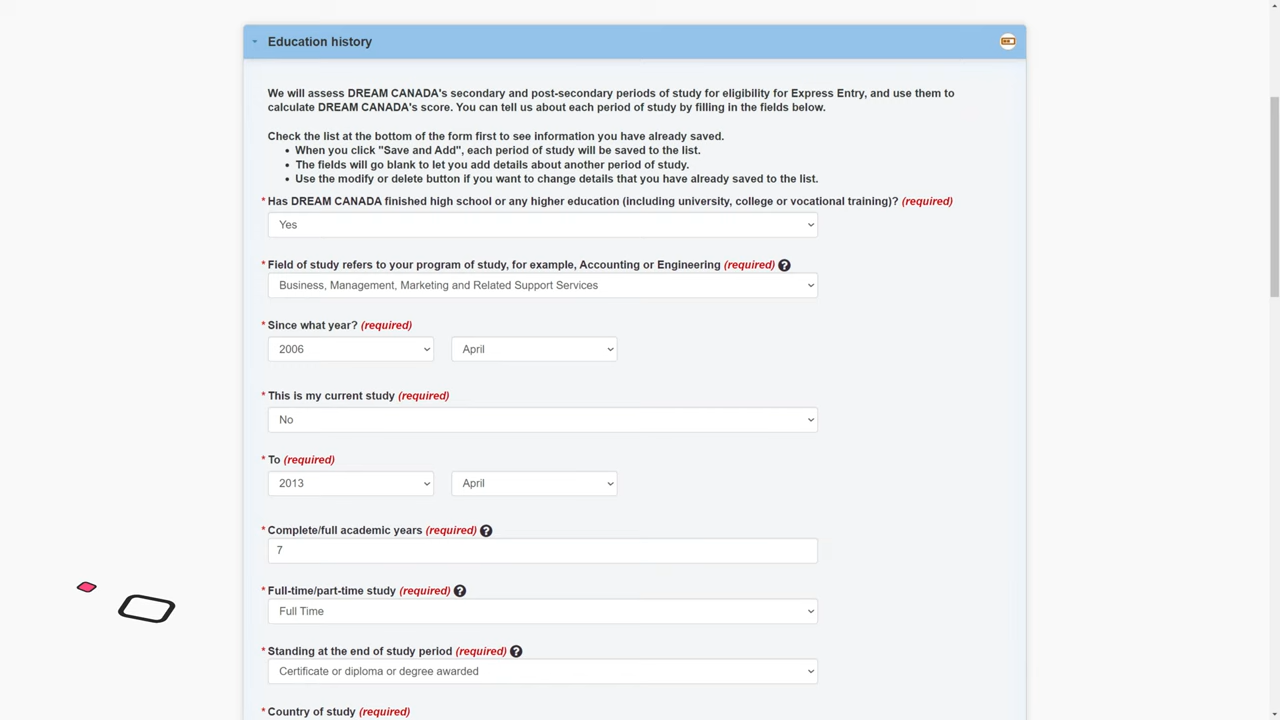 Education history
We will assess DREAM CANADA's secondary and post-secondary periods of study for eligibility for Express Entry, and use them to
calculate DREAM CANADA's score. You can tell us about each period of study by filling in the fields below.
Check the list at the bottom of the form first to see information you have already saved.
• When you click "Save and Add", each period of study will be saved to the list.
• The fields will go blank to let you add details about another period of study.
• Use the modify or delete button if you want to change details that you have already saved to the list.
* Has DREAM CANADA finished high school or any higher education (including university, college or vocational training)? (required)
Yes
* Field of study refers to your program of study, for example, Accounting or Engineering (required) ?
Business, Management, Marketing and Related Support Services
* Since what year? (required)
2006 April
* This is my current study (required)
No
* To (required)
2013 April
* Complete/full academic years (required) ?
7
* Full-time/part-time study (required) ?
Full Time
* Standing at the end of study period (required) ?
Certificate or diploma or degree awarded
* Country of study (required)